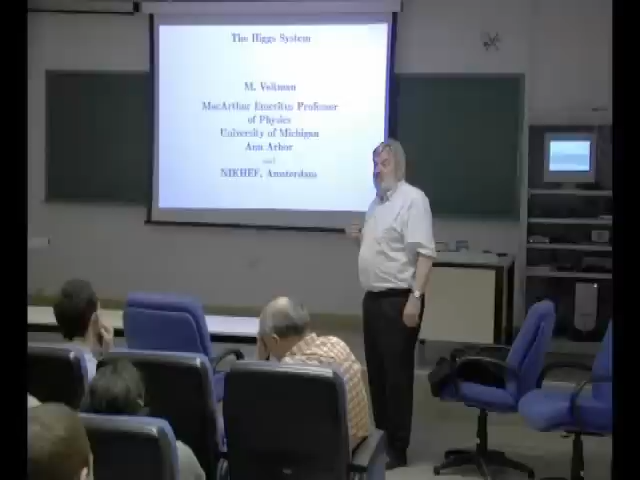 The Higgs System
M. Veltman
MacArthur Emeritus Professor
of Physics
University of Michigan
Ann Arbor
and
NIKHEF, Amsterdam